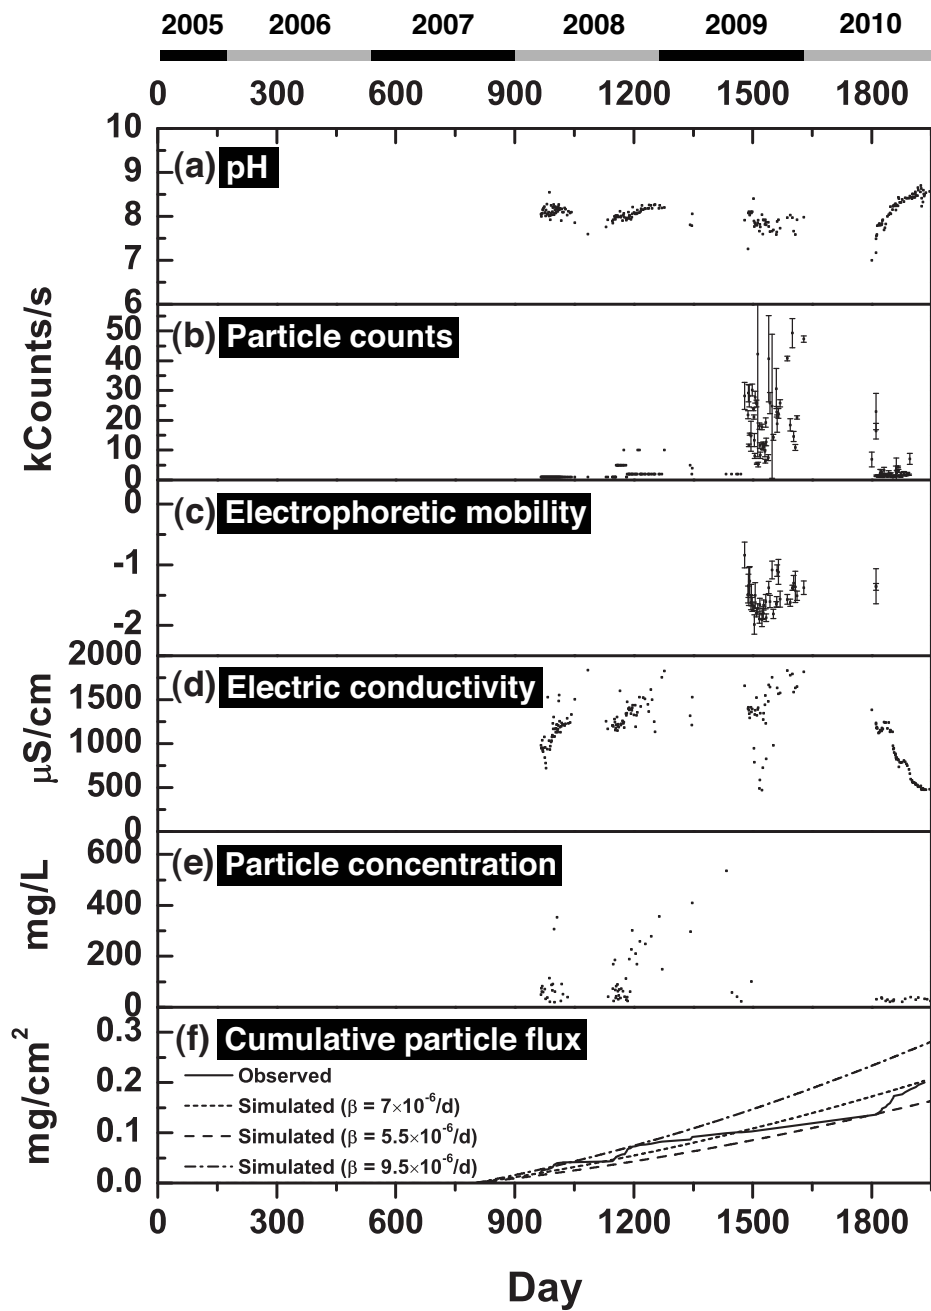 2005 2006 2007 2008 2009 2010
0 300 600 900 1200 1500 1800
10
9
8
7
6
(a) pH
kCounts/s
50
40
30
20
10
0
(b) Particle counts
0
-1
-2
(c) Electrophoretic mobility
μS/cm
2000
1500
1000
500
0
(d) Electric conductivity
mg/L
600
400
200
0
(e) Particle concentration
mg/cm²
0.3
0.2
0.1
0.0
(f) Cumulative particle flux
Observed
Simulated (β = 7×10⁻⁶/d)
Simulated (β = 5.5×10⁻⁶/d)
Simulated (β = 9.5×10⁻⁶/d)
0 300 600 900 1200 1500 1800
Day